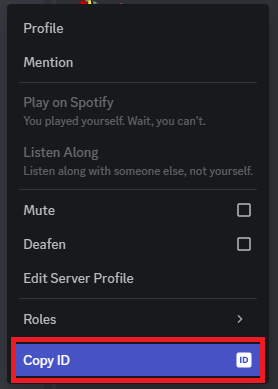 Profile
Mention
Play on Spotify
You played yourself. Wait, you can't.
Listen Along
Listen along with someone else, not yourself.
Mute
Deafen
Edit Server Profile
Roles
Copy ID ID